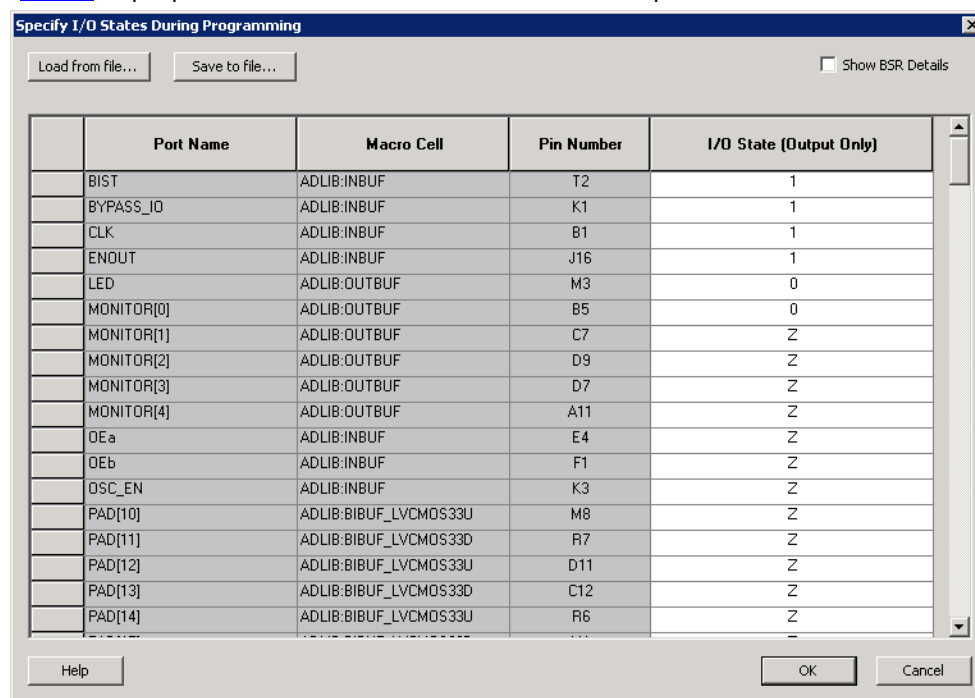 Specify I/O States During Programming
Load from file... Save to file... Show BSR Details
Port Name Macro Cell Pin Number I/O State (Output Only)
BIST ADLIB:INBUF T2 1
BYPASS_IO ADLIB:INBUF K1 1
CLK ADLIB:INBUF B1 1
ENOUT ADLIB:INBUF J16 1
LED ADLIB:OUTBUF M3 0
MONITOR[0] ADLIB:OUTBUF B5 0
MONITOR[1] ADLIB:OUTBUF C7 Z
MONITOR[2] ADLIB:OUTBUF D9 Z
MONITOR[3] ADLIB:OUTBUF D7 Z
MONITOR[4] ADLIB:OUTBUF A11 Z
OEa ADLIB:INBUF E4 Z
OEb ADLIB:INBUF F1 Z
OSC_EN ADLIB:INBUF K3 Z
PAD[10] ADLIB:BIBUF_LVCMOS33U M8 Z
PAD[11] ADLIB:BIBUF_LVCMOS33D R7 Z
PAD[12] ADLIB:BIBUF_LVCMOS33U D11 Z
PAD[13] ADLIB:BIBUF_LVCMOS33D C12 Z
PAD[14] ADLIB:BIBUF_LVCMOS33U R6 Z
Help OK Cancel